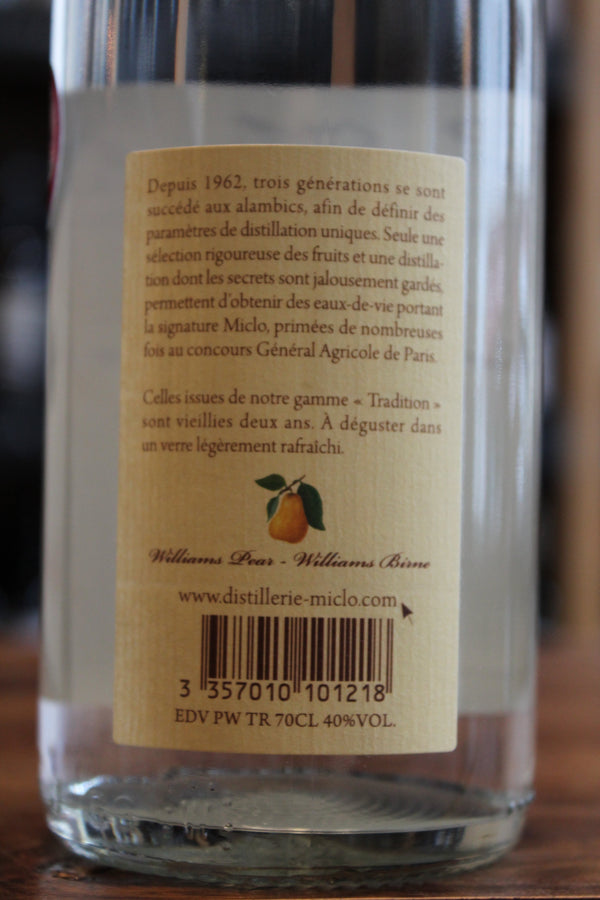 Depuis 1962, trois générations se sont
succédé aux alambics, afin de définir des
paramètres de distillation uniques. Seule une
sélection rigoureuse des fruits et une distilla-
tion dont les secrets sont jalousement gardés,
permettent d'obtenir des eaux-de-vie portant
la signature Miclo, primées de nombreuses
fois au concours Général Agricole de Paris.
Celles issues de notre gamme « Tradition »
sont vieillies deux ans. À déguster dans
un verre légèrement rafraîchi.
Williams Pear - Williams Birne
www.distillerie-miclo.com
3 357010 101218
EDV PW TR 70CL 40%VOL.